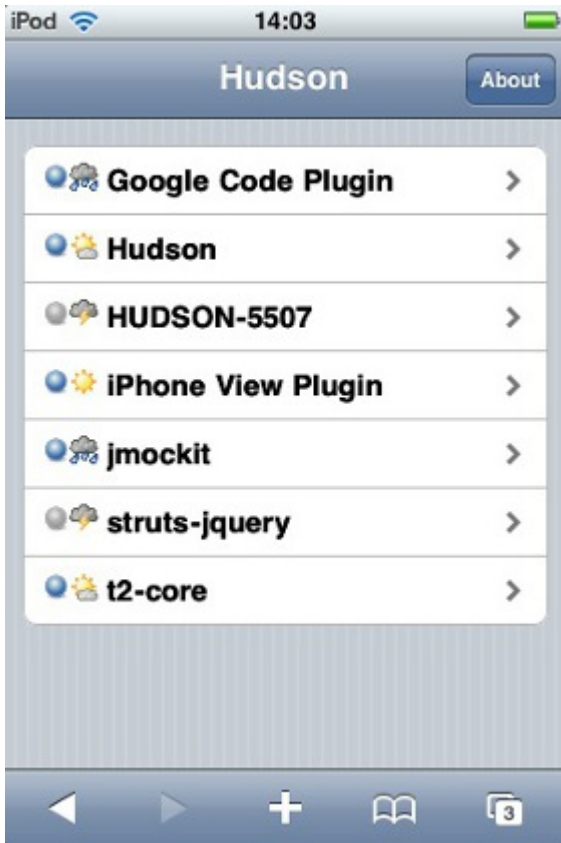 iPod 14:03
Hudson About
Google Code Plugin
Hudson
HUDSON-5507
iPhone View Plugin
jmockit
struts-jquery
t2-core
3